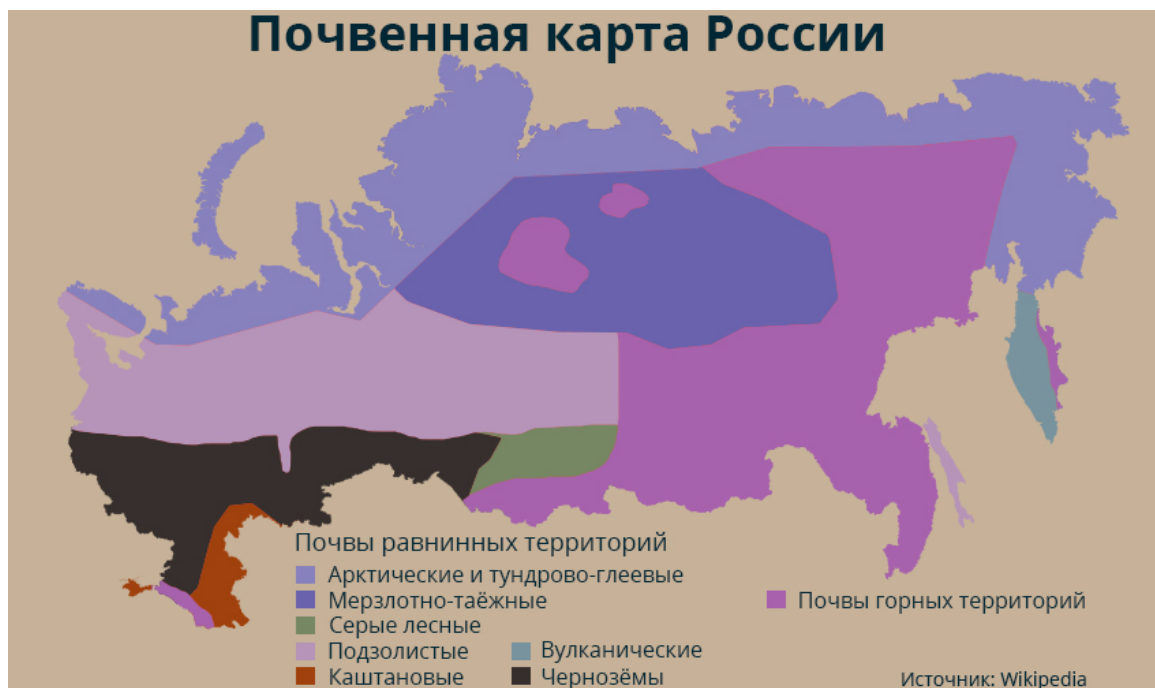 Почвенная карта России
Почвы равнинных территорий
Арктические и тундрово-глеевые
Мерзлотно-таёжные
Серые лесные
Подзолистые
Каштановые
Вулканические
Чернозёмы
Почвы горных территорий
Источник: Wikipedia